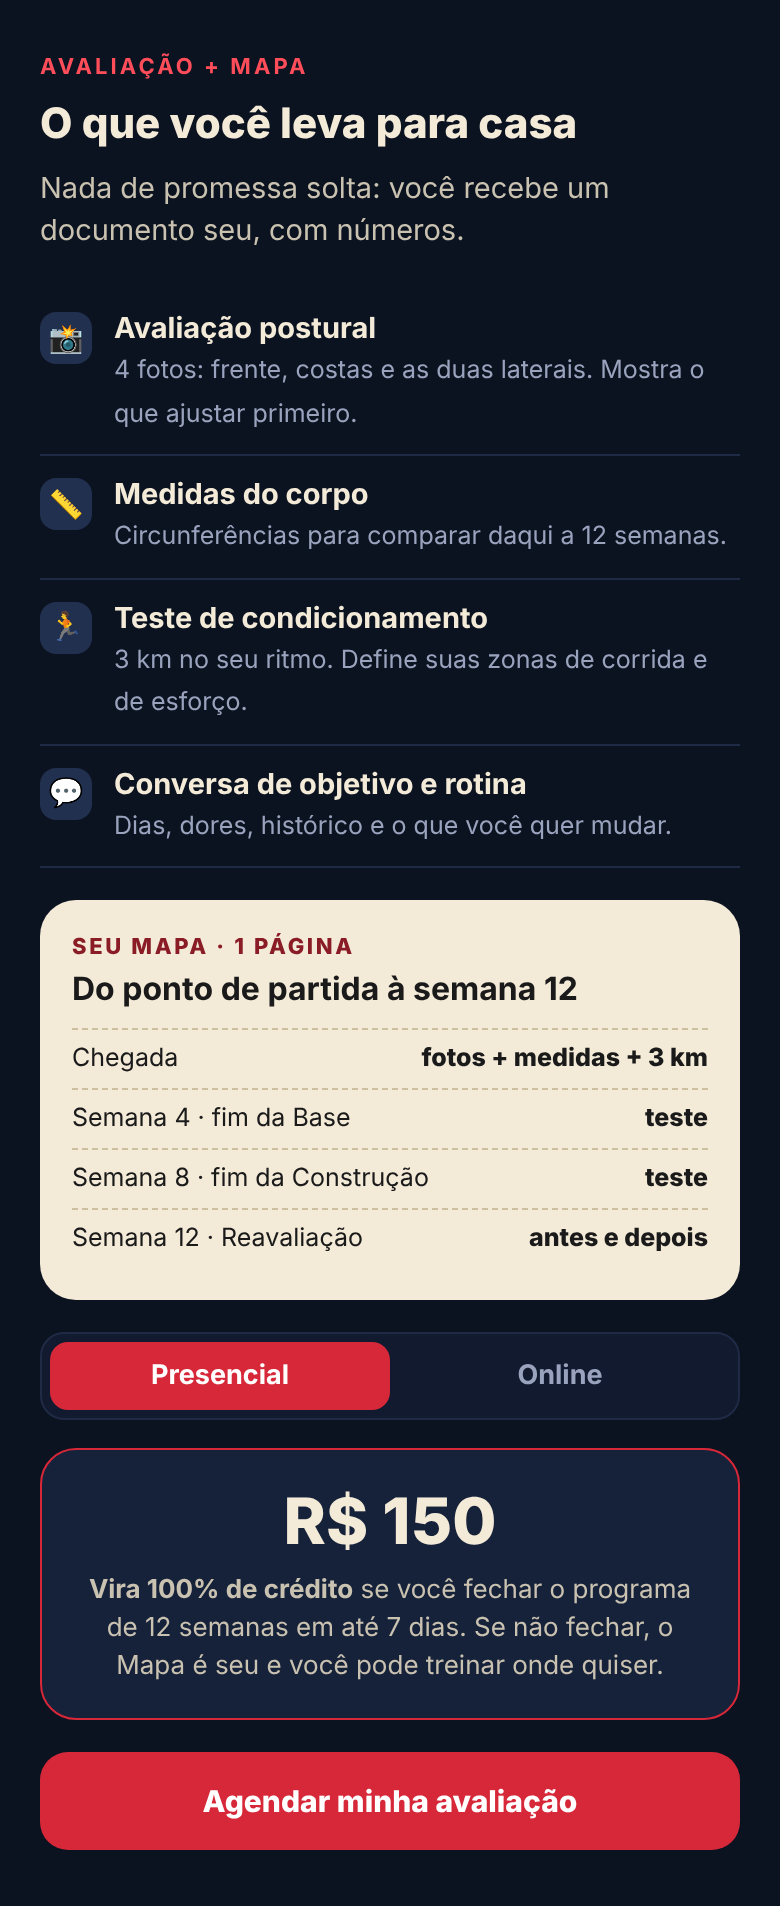 AVALIAÇÃO + MAPA
O que você leva para casa
Nada de promessa solta: você recebe um
documento seu, com números.
Avaliação postural
4 fotos: frente, costas e as duas laterais. Mostra o
que ajustar primeiro.
Medidas do corpo
Circunferências para comparar daqui a 12 semanas.
Teste de condicionamento
3 km no seu ritmo. Define suas zonas de corrida e
de esforço.
Conversa de objetivo e rotina
Dias, dores, histórico e o que você quer mudar.
SEU MAPA · 1 PÁGINA
Do ponto de partida à semana 12
Chegada fotos + medidas + 3 km
Semana 4 · fim da Base teste
Semana 8 · fim da Construção teste
Semana 12 · Reavaliação antes e depois
Presencial Online
R$ 150
Vira 100% de crédito se você fechar o programa
de 12 semanas em até 7 dias. Se não fechar, o
Mapa é seu e você pode treinar onde quiser.
Agendar minha avaliação